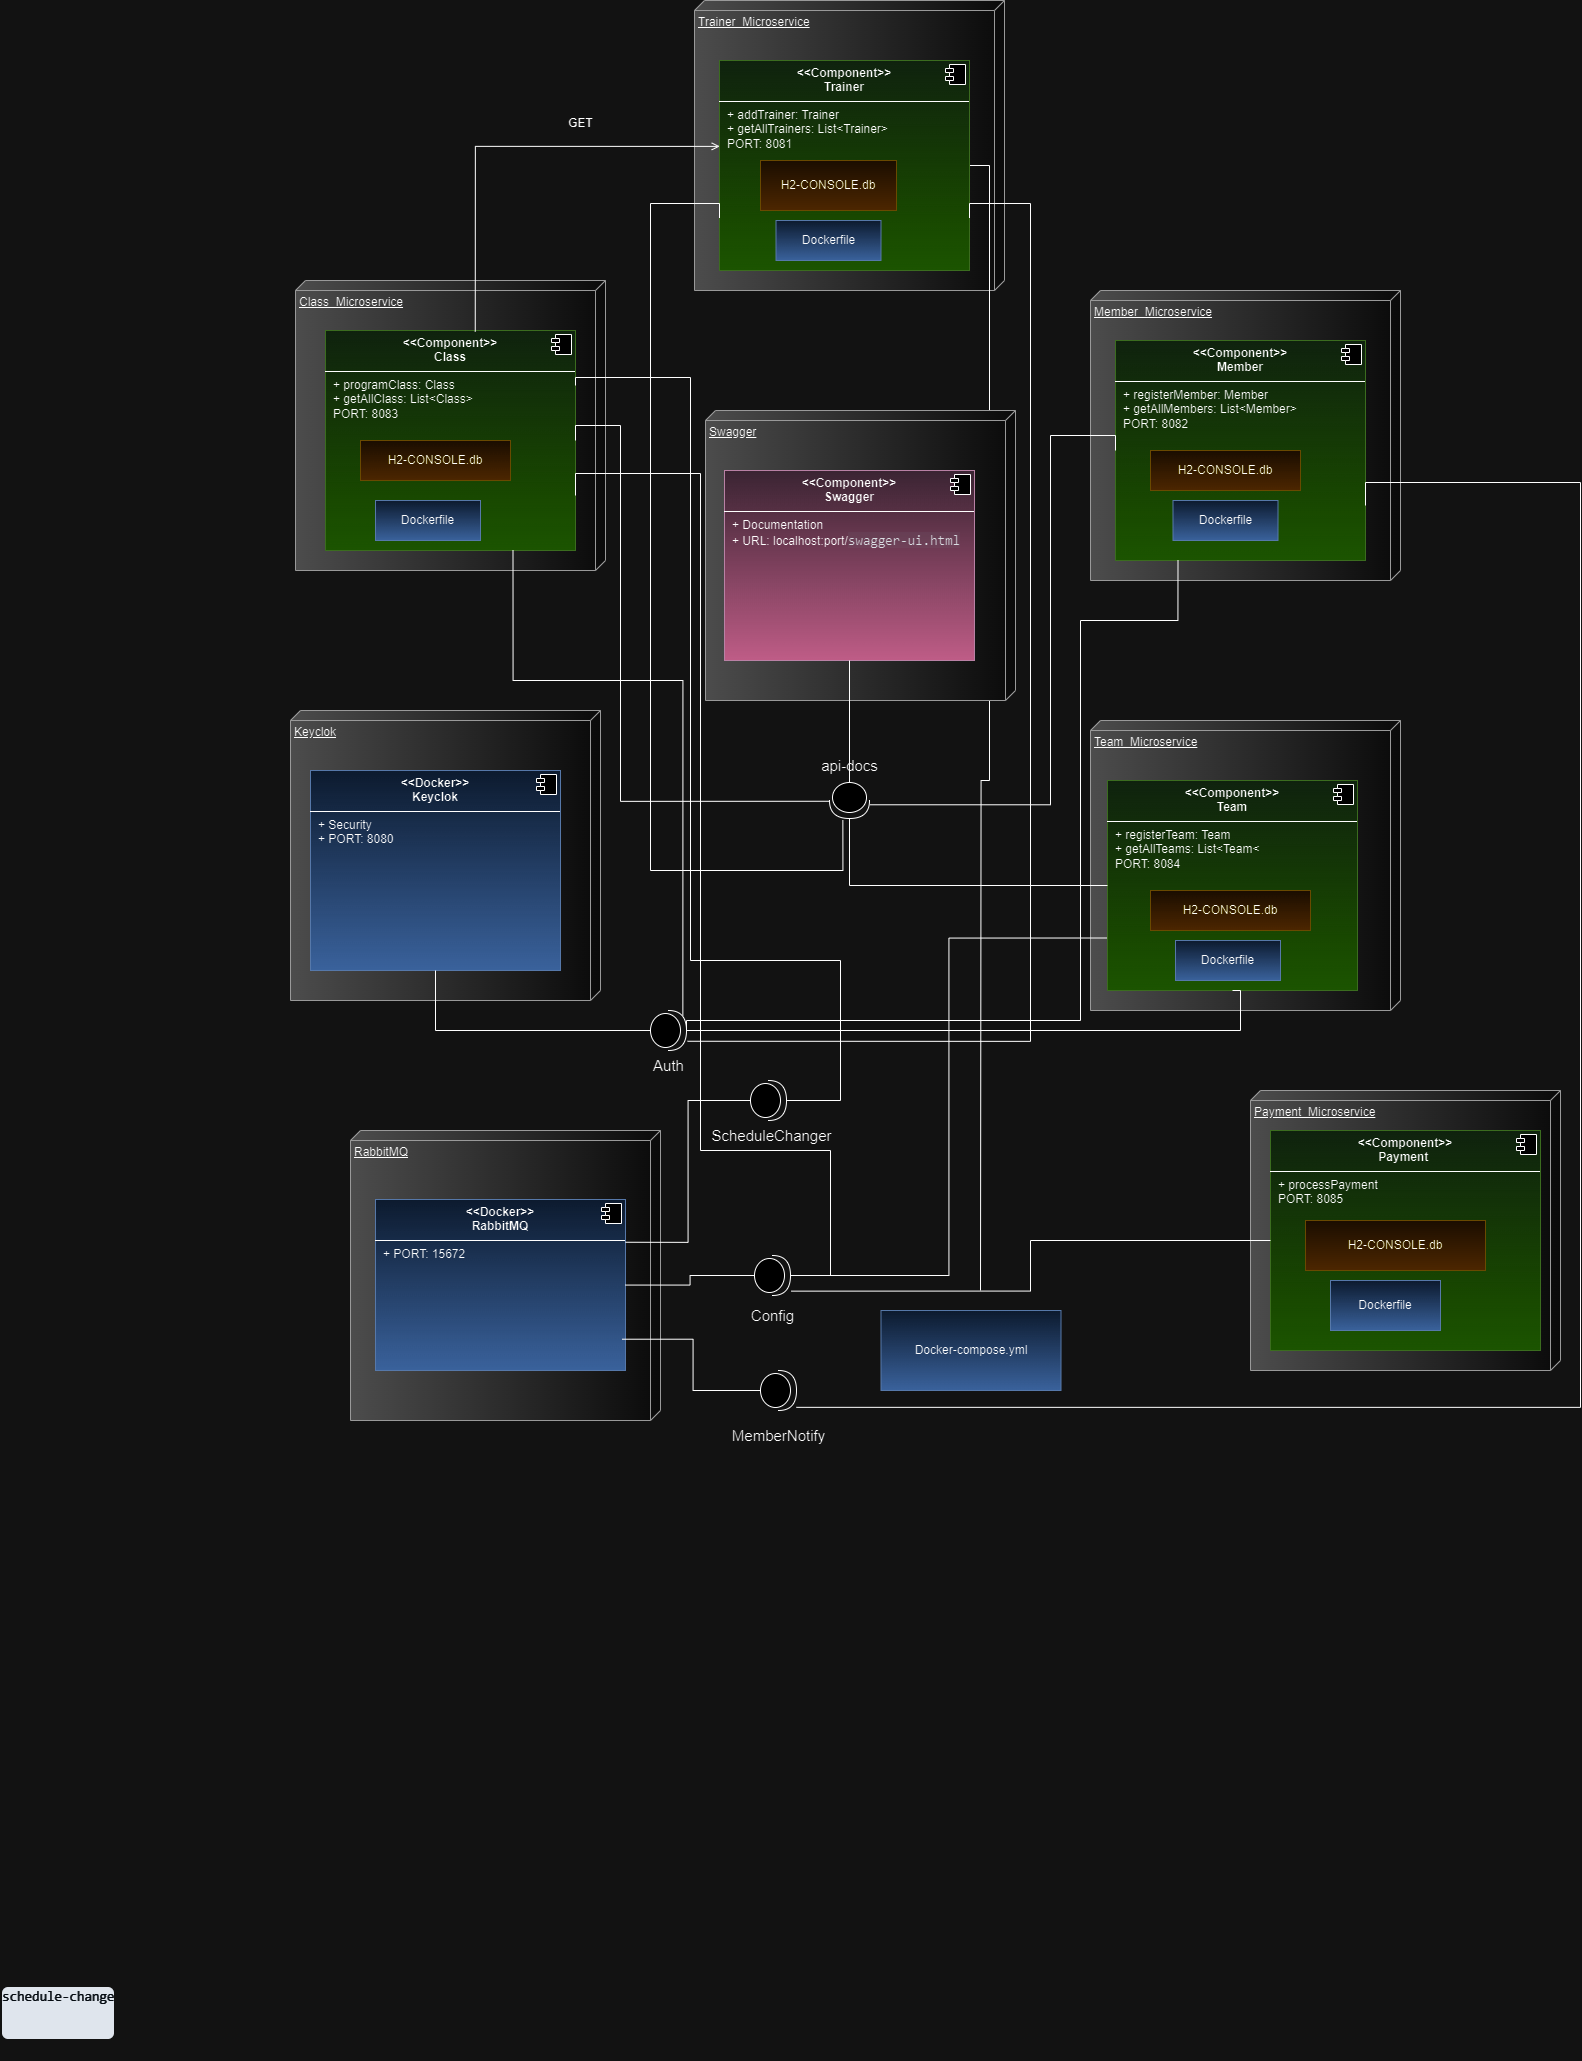 Trainer_Microservice
<<Component>>
Trainer
+ addTrainer: Trainer
+ getAllTrainers: List<Trainer>
PORT: 8081
H2-CONSOLE.db
Dockerfile
GET
Class_Microservice
<<Component>>
Class
+ programClass: Class
+ getAllClass: List<Class>
PORT: 8083
H2-CONSOLE.db
Dockerfile
Member_Microservice
<<Component>>
Member
+ registerMember: Member
+ getAllMembers: List<Member>
PORT: 8082
H2-CONSOLE.db
Dockerfile
Swagger
<<Component>>
Swagger
+ Documentation
+ URL: localhost:port/swagger-ui.html
api-docs
Keyclok
<<Docker>>
Keyclok
+ Security
+ PORT: 8080
Team_Microservice
<<Component>>
Team
+ registerTeam: Team
+ getAllTeams: List<Team<
PORT: 8084
H2-CONSOLE.db
Dockerfile
Auth
ScheduleChanger
RabbitMQ
<<Docker>>
RabbitMQ
+ PORT: 15672
Config
MemberNotify
Docker-compose.yml
Payment_Microservice
<<Component>>
Payment
+ processPayment
PORT: 8085
H2-CONSOLE.db
Dockerfile
schedule-change